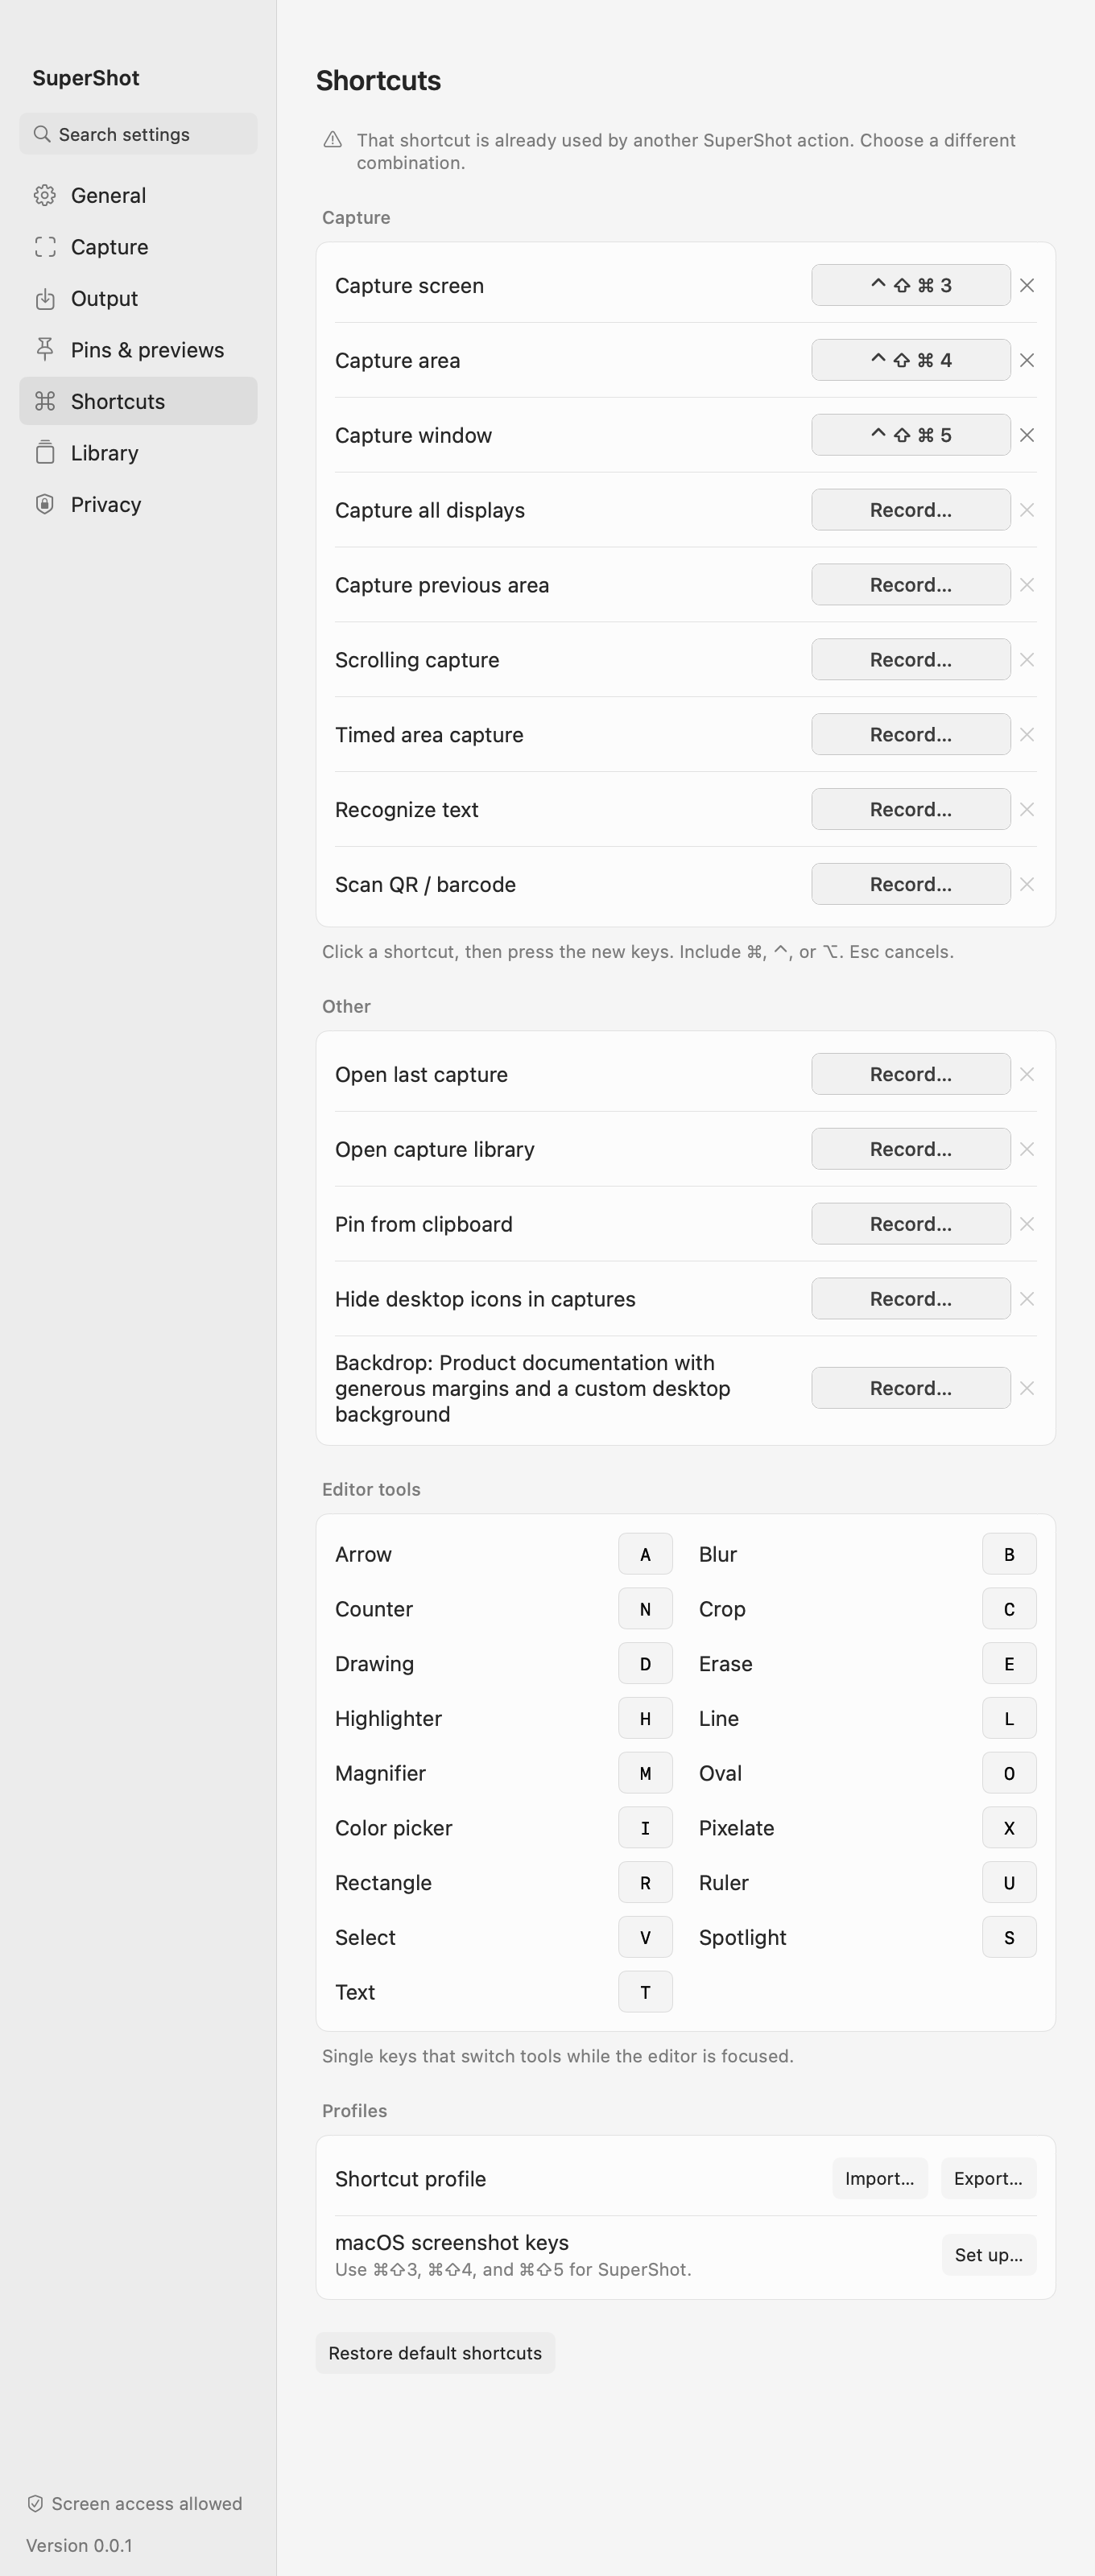 SuperShot
Search settings
General
Capture
Output
Pins & previews
Shortcuts
Library
Privacy
Screen access allowed
Version 0.0.1
Shortcuts
That shortcut is already used by another SuperShot action. Choose a different
combination.
Capture
Capture screen ⌃ ⇧ ⌘ 3
Capture area ⌃ ⇧ ⌘ 4
Capture window ⌃ ⇧ ⌘ 5
Capture all displays Record...
Capture previous area Record...
Scrolling capture Record...
Timed area capture Record...
Recognize text Record...
Scan QR / barcode Record...
Click a shortcut, then press the new keys. Include ⌘, ⌃, or ⌥. Esc cancels.
Other
Open last capture Record...
Open capture library Record...
Pin from clipboard Record...
Hide desktop icons in captures Record...
Backdrop: Product documentation with
generous margins and a custom desktop
background
Record...
Editor tools
Arrow A Blur B
Counter N Crop C
Drawing D Erase E
Highlighter H Line L
Magnifier M Oval O
Color picker I Pixelate X
Rectangle R Ruler U
Select V Spotlight S
Text T
Single keys that switch tools while the editor is focused.
Profiles
Shortcut profile Import... Export...
macOS screenshot keys
Use ⌘⇧3, ⌘⇧4, and ⌘⇧5 for SuperShot.
Set up...
Restore default shortcuts